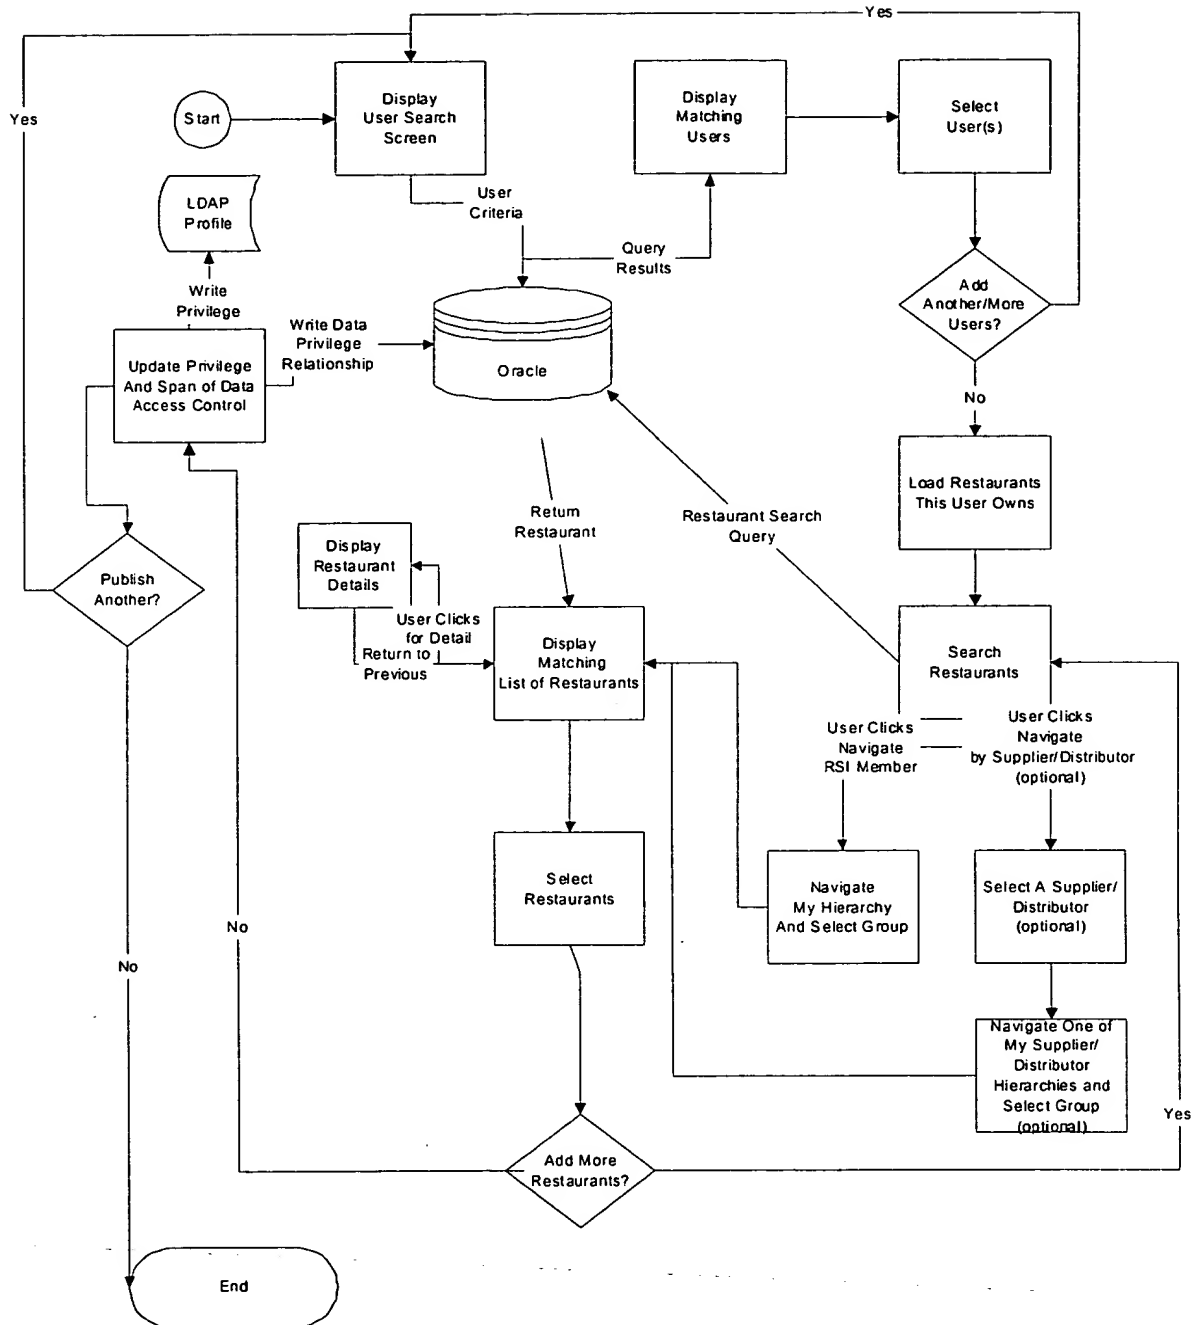 Yes
Yes
Start
Display
User Search
Screen
Display
Matching
Users
Select
User(s)
LDAP
Profile
User
Criteria
Query
Results
Write
Privilege
Add
Another/More
Users?
Write Data
Privilege
Relationship
Oracle
Update Privilege
And Span of Data
Access Control
No
Load Restaurants
This User Owns
Return
Restaurant
Restaurant Search
Query
Display
Restaurant
Details
Publish
Another?
User Clicks
for Detail
Return to
Previous
Display
Matching
List of Restaurants
Search
Restaurants
User Clicks
Navigate
RSI Member
User Clicks
Navigate
by Supplier/Distributor
(optional)
Select
Restaurants
Navigate
My Hierarchy
And Select Group
Select A Supplier/
Distributor
(optional)
No
No
Navigate One of
My Supplier/
Distributor
Hierarchies and
Select Group
(optional)
Yes
Add More
Restaurants?
End